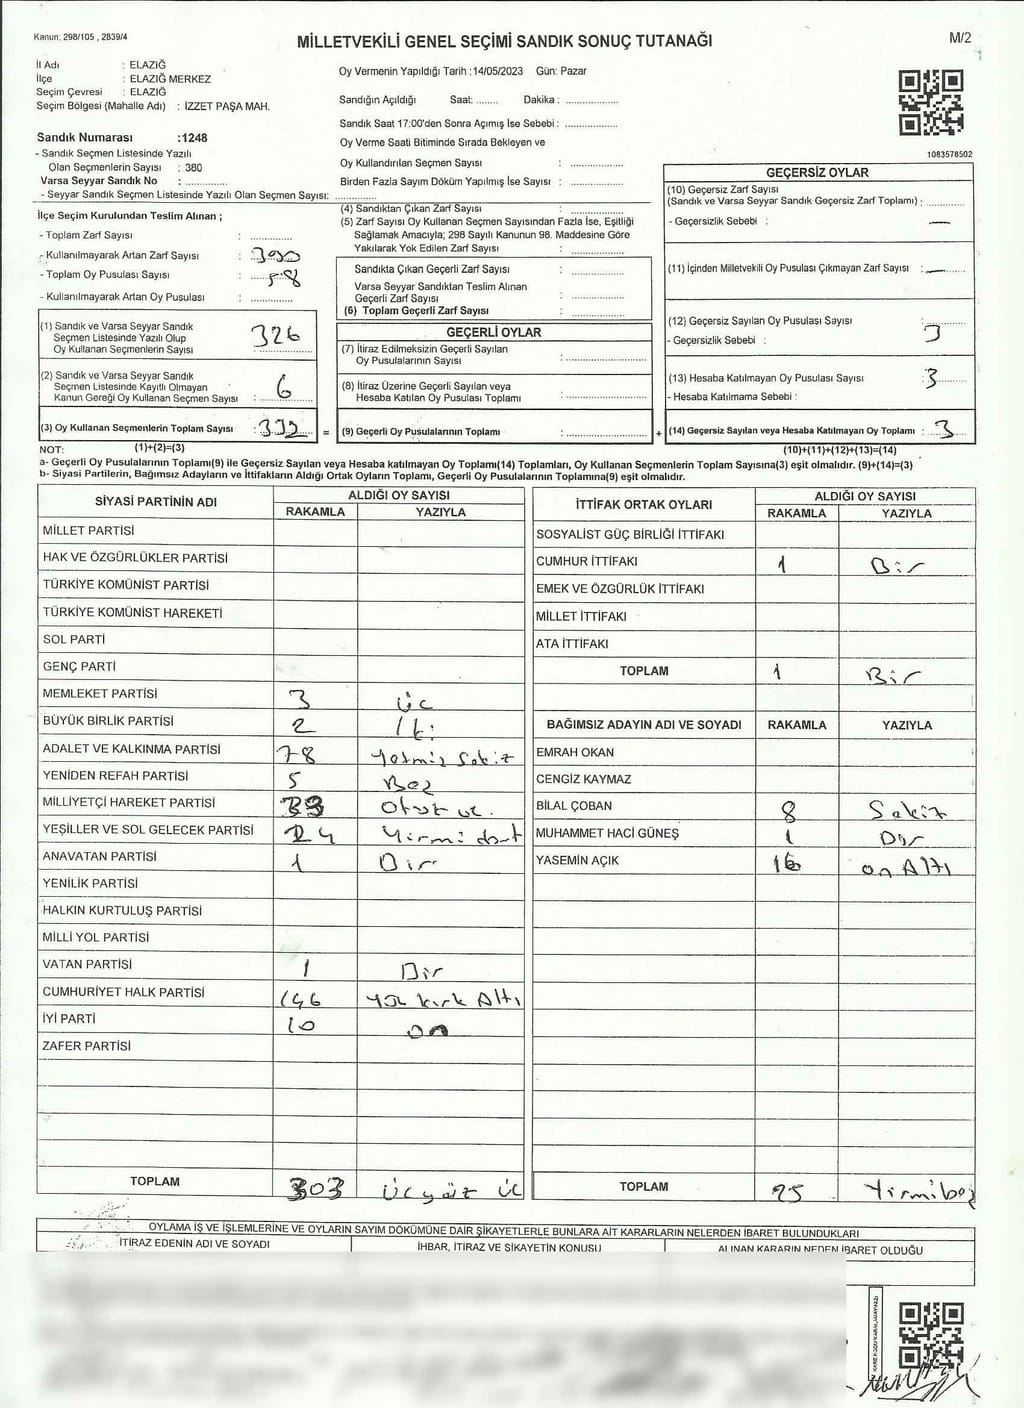 Kanun: 298/105 , 2839/4
MİLLETVEKİLİ GENEL SEÇİMİ SANDIK SONUÇ TUTANAĞI
M/2
İl Adı : ELAZIĞ
İlçe : ELAZIĞ MERKEZ
Seçim Çevresi : ELAZIĞ
Seçim Bölgesi (Mahalle Adı) : İZZET PAŞA MAH.
Oy Vermenin Yapıldığı Tarih :14/05/2023 Gün: Pazar
Sandığın Açıldığı Saat: ........ Dakika : ..................
Sandık Saat 17:00'den Sonra Açımış İse Sebebi : ..................
Oy Verme Saati Bitiminde Sırada Bekleyen ve
Oy Kullandırılan Seçmen Sayısı : ..................
Birden Fazla Sayım Döküm Yapılmış İse Sayısı : ..................
Sandık Numarası :1248
- Sandık Seçmen Listesinde Yazılı
Olan Seçmenlerin Sayısı : 380
Varsa Seyyar Sandık No : ..............
- Seyyar Sandık Seçmen Listesinde Yazılı Olan Seçmen Sayısı: ..................
1083578502
İlçe Seçim Kurulundan Teslim Alınan ;
- Toplam Zarf Sayısı : ..............
- Kullanılmayarak Artan Zarf Sayısı :
- Toplam Oy Pusulası Sayısı : 58
- Kullanılmayarak Artan Oy Pusulası : ..............
(1) Sandık ve Varsa Seyyar Sandık
Seçmen Listesinde Yazılı Olup
Oy Kullanan Seçmenlerin Sayısı : 326
(2) Sandık ve Varsa Seyyar Sandık
Seçmen Listesinde Kayıtlı Olmayan
Kanun Gereği Oy Kullanan Seçmen Sayısı : 6
(3) Oy Kullanan Seçmenlerin Toplam Sayısı : 332 =
(4) Sandıktan Çıkan Zarf Sayısı : ..............
(5) Zarf Sayısı Oy Kullanan Seçmen Sayısından Fazla İse, Eşitliği
Sağlamak Amacıyla; 298 Sayılı Kanunun 98. Maddesine Göre
Yakılarak Yok Edilen Zarf Sayısı : ..............
Sandıkta Çıkan Geçerli Zarf Sayısı : ..............
Varsa Seyyar Sandıktan Teslim Alınan
Geçerli Zarf Sayısı : ..............
(6) Toplam Geçerli Zarf Sayısı : ..............
GEÇERLİ OYLAR
(7) İtiraz Edilmeksizin Geçerli Sayılan
Oy Pusulalarının Sayısı : ..................
(8) İtiraz Üzerine Geçerli Sayılan veya
Hesaba Katılan Oy Pusulaları Toplamı : ..................
(9) Geçerli Oy Pusulalarının Toplamı : .................. +
GEÇERSİZ OYLAR
(10) Geçersiz Zarf Sayısı
(Sandık ve Varsa Seyyar Sandık Geçersiz Zarf Toplamı) : ............
- Geçersizlik Sebebi : —
(11) İçinden Milletvekili Oy Pusulası Çıkmayan Zarf Sayısı : —
(12) Geçersiz Sayılan Oy Pusulası Sayısı : 3
- Geçersizlik Sebebi :
(13) Hesaba Katılmayan Oy Pusulası Sayısı : 3
- Hesaba Katılmama Sebebi :
(14) Geçersiz Sayılan veya Hesaba Katılmayan Oy Toplamı : 3
NOT: (1)+(2)=(3) (10)+(11)+(12)+(13)=(14)
a- Geçerli Oy Pusulalarının Toplamı(9) ile Geçersiz Sayılan veya Hesaba katılmayan Oy Toplamı(14) Toplamları, Oy Kullanan Seçmenlerin Toplam Sayısına(3) eşit olmalıdır. (9)+(14)=(3)
b- Siyasi Partilerin, Bağımsız Adayların ve İttifakların Aldığı Ortak Oyların Toplamı, Geçerli Oy Pusulalarının Toplamına(9) eşit olmalıdır.
SİYASİ PARTİNİN ADI ALDIĞI OY SAYISI
RAKAMLA YAZIYLA
MİLLET PARTİSİ
HAK VE ÖZGÜRLÜKLER PARTİSİ
TÜRKİYE KOMÜNİST PARTİSİ
TÜRKİYE KOMÜNİST HAREKETİ
SOL PARTİ
GENÇ PARTİ
MEMLEKET PARTİSİ 3 üc
BÜYÜK BİRLİK PARTİSİ 2 iki
ADALET VE KALKINMA PARTİSİ 78 Yetmiş Sekiz
YENİDEN REFAH PARTİSİ 5 Beş
MİLLİYETÇİ HAREKET PARTİSİ 33 Otuz üc.
YEŞİLLER VE SOL GELECEK PARTİSİ 24 Yirmi dort
ANAVATAN PARTİSİ 1 Bir
YENİLİK PARTİSİ
HALKIN KURTULUŞ PARTİSİ
MİLLİ YOL PARTİSİ
VATAN PARTİSİ 1 Bir
CUMHURİYET HALK PARTİSİ 146 Yüz kırk Altı
İYİ PARTİ 10 on
ZAFER PARTİSİ
TOPLAM 303 Üçyüz üc
İTTİFAK ORTAK OYLARI ALDIĞI OY SAYISI
RAKAMLA YAZIYLA
SOSYALİST GÜÇ BİRLİĞİ İTTİFAKI
CUMHUR İTTİFAKI 1 Bir
EMEK VE ÖZGÜRLÜK İTTİFAKI
MİLLET İTTİFAKI
ATA İTTİFAKI
TOPLAM 1 Bir
BAĞIMSIZ ADAYIN ADI VE SOYADI RAKAMLA YAZIYLA
EMRAH OKAN
CENGİZ KAYMAZ
BİLAL ÇOBAN 8 Sekiz
MUHAMMET HACİ GÜNEŞ 1 Bir
YASEMİN AÇIK 16 on Altı
TOPLAM 25 Yirmibeş
OYLAMA İŞ VE İŞLEMLERİNE VE OYLARIN SAYIM DÖKÜMÜNE DAİR ŞİKAYETLERLE BUNLARA AİT KARARLARIN NELERDEN İBARET BULUNDUKLARI
İTİRAZ EDENİN ADI VE SOYADI İHBAR, İTİRAZ VE ŞİKAYETİN KONUSU ALINAN KARARIN NEDEN İBARET OLDUĞU